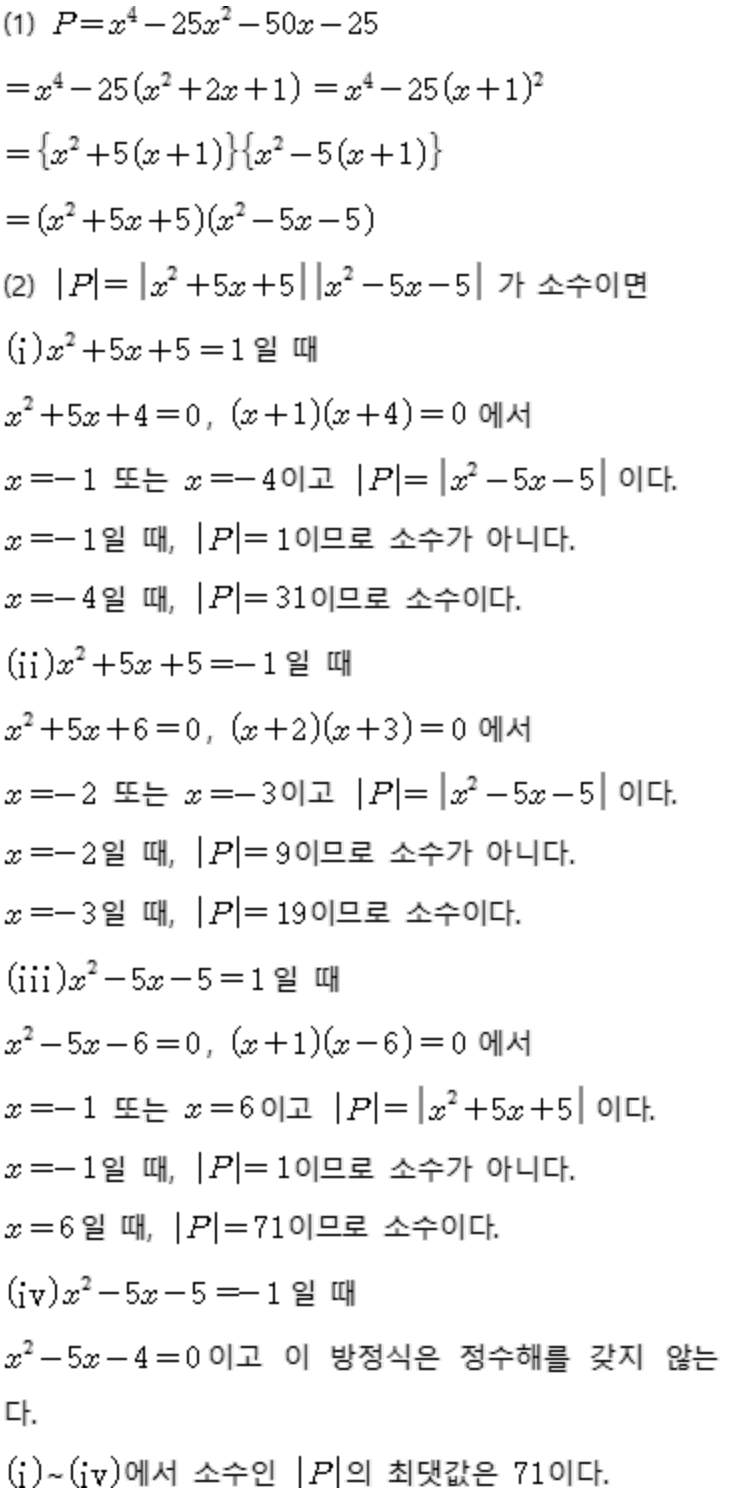 (1) P=x⁴−25x²−50x−25
=x⁴−25(x²+2x+1)=x⁴−25(x+1)²
={x²+5(x+1)}{x²−5(x+1)}
=(x²+5x+5)(x²−5x−5)
(2) |P|=|x²+5x+5||x²−5x−5| 가 소수이면
(i)x²+5x+5=1일 때
x²+5x+4=0, (x+1)(x+4)=0 에서
x=−1 또는 x=−4이고 |P|=|x²−5x−5| 이다.
x=−1일 때, |P|=1이므로 소수가 아니다.
x=−4일 때, |P|=31이므로 소수이다.
(ii)x²+5x+5=−1일 때
x²+5x+6=0, (x+2)(x+3)=0 에서
x=−2 또는 x=−3이고 |P|=|x²−5x−5| 이다.
x=−2일 때, |P|=9이므로 소수가 아니다.
x=−3일 때, |P|=19이므로 소수이다.
(iii)x²−5x−5=1일 때
x²−5x−6=0, (x+1)(x−6)=0 에서
x=−1 또는 x=6이고 |P|=|x²+5x+5| 이다.
x=−1일 때, |P|=1이므로 소수가 아니다.
x=6일 때, |P|=71이므로 소수이다.
(iv)x²−5x−5=−1일 때
x²−5x−4=0이고 이 방정식은 정수해를 갖지 않는
다.
(i)~(iv)에서 소수인 |P|의 최댓값은 71이다.